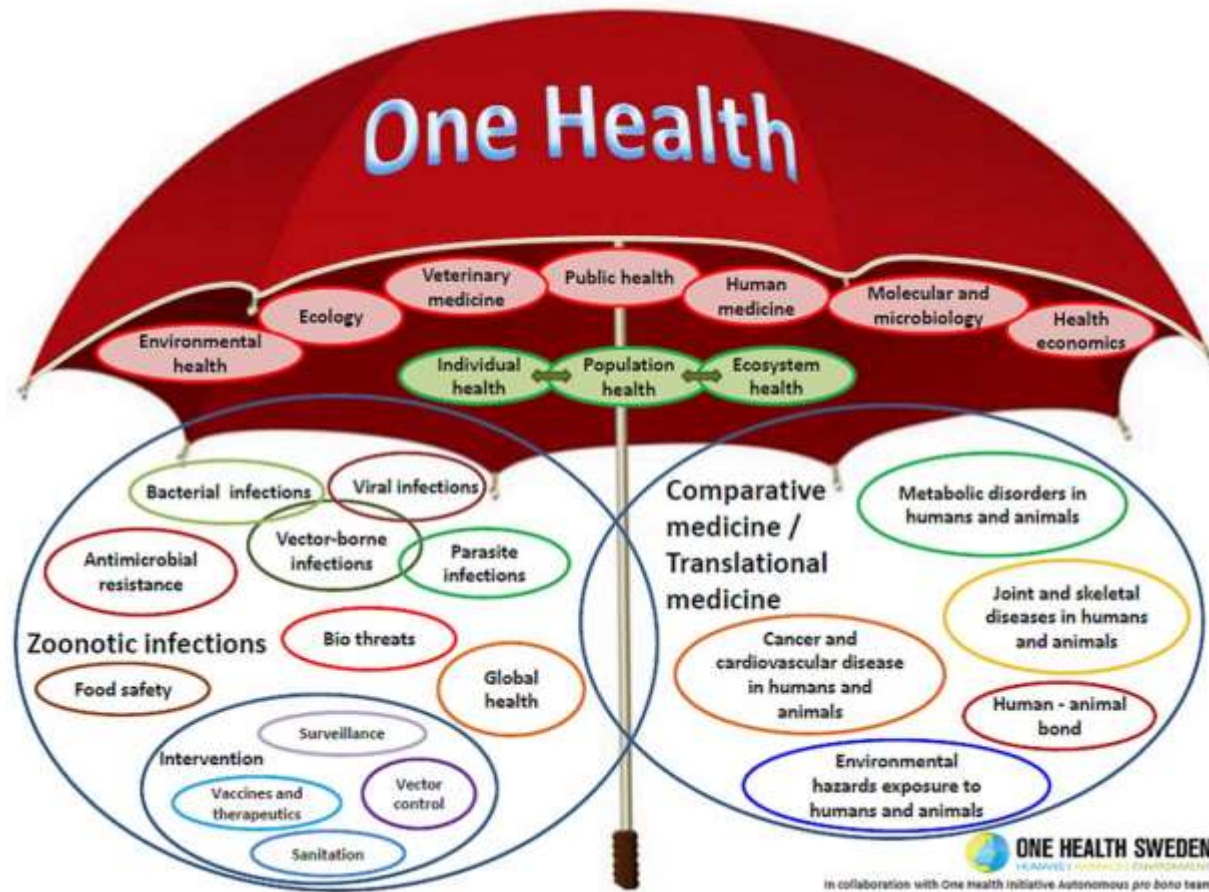 One Health
Public health
Veterinary
medicine
Human
medicine
Ecology
Molecular and
microbiology
Environmental
health
Health
economics
Individual
health
Population
health
Ecosystem
health
Bacterial infections
Viral infections
Vector-borne
infections
Parasite
infections
Antimicrobial
resistance
Zoonotic infections
Bio threats
Food safety
Global
health
Intervention
Surveillance
Vaccines and
therapeutics
Vector
control
Sanitation
Comparative
medicine /
Translational
medicine
Metabolic disorders in
humans and animals
Joint and skeletal
diseases in humans
and animals
Cancer and
cardiovascular disease
in humans and
animals
Human - animal
bond
Environmental
hazards exposure to
humans and animals
ONE HEALTH SWEDEN
HUMANS ANIMALS ENVIRONMENT
In collaboration with One Health Initiative Autonomous pro bono team